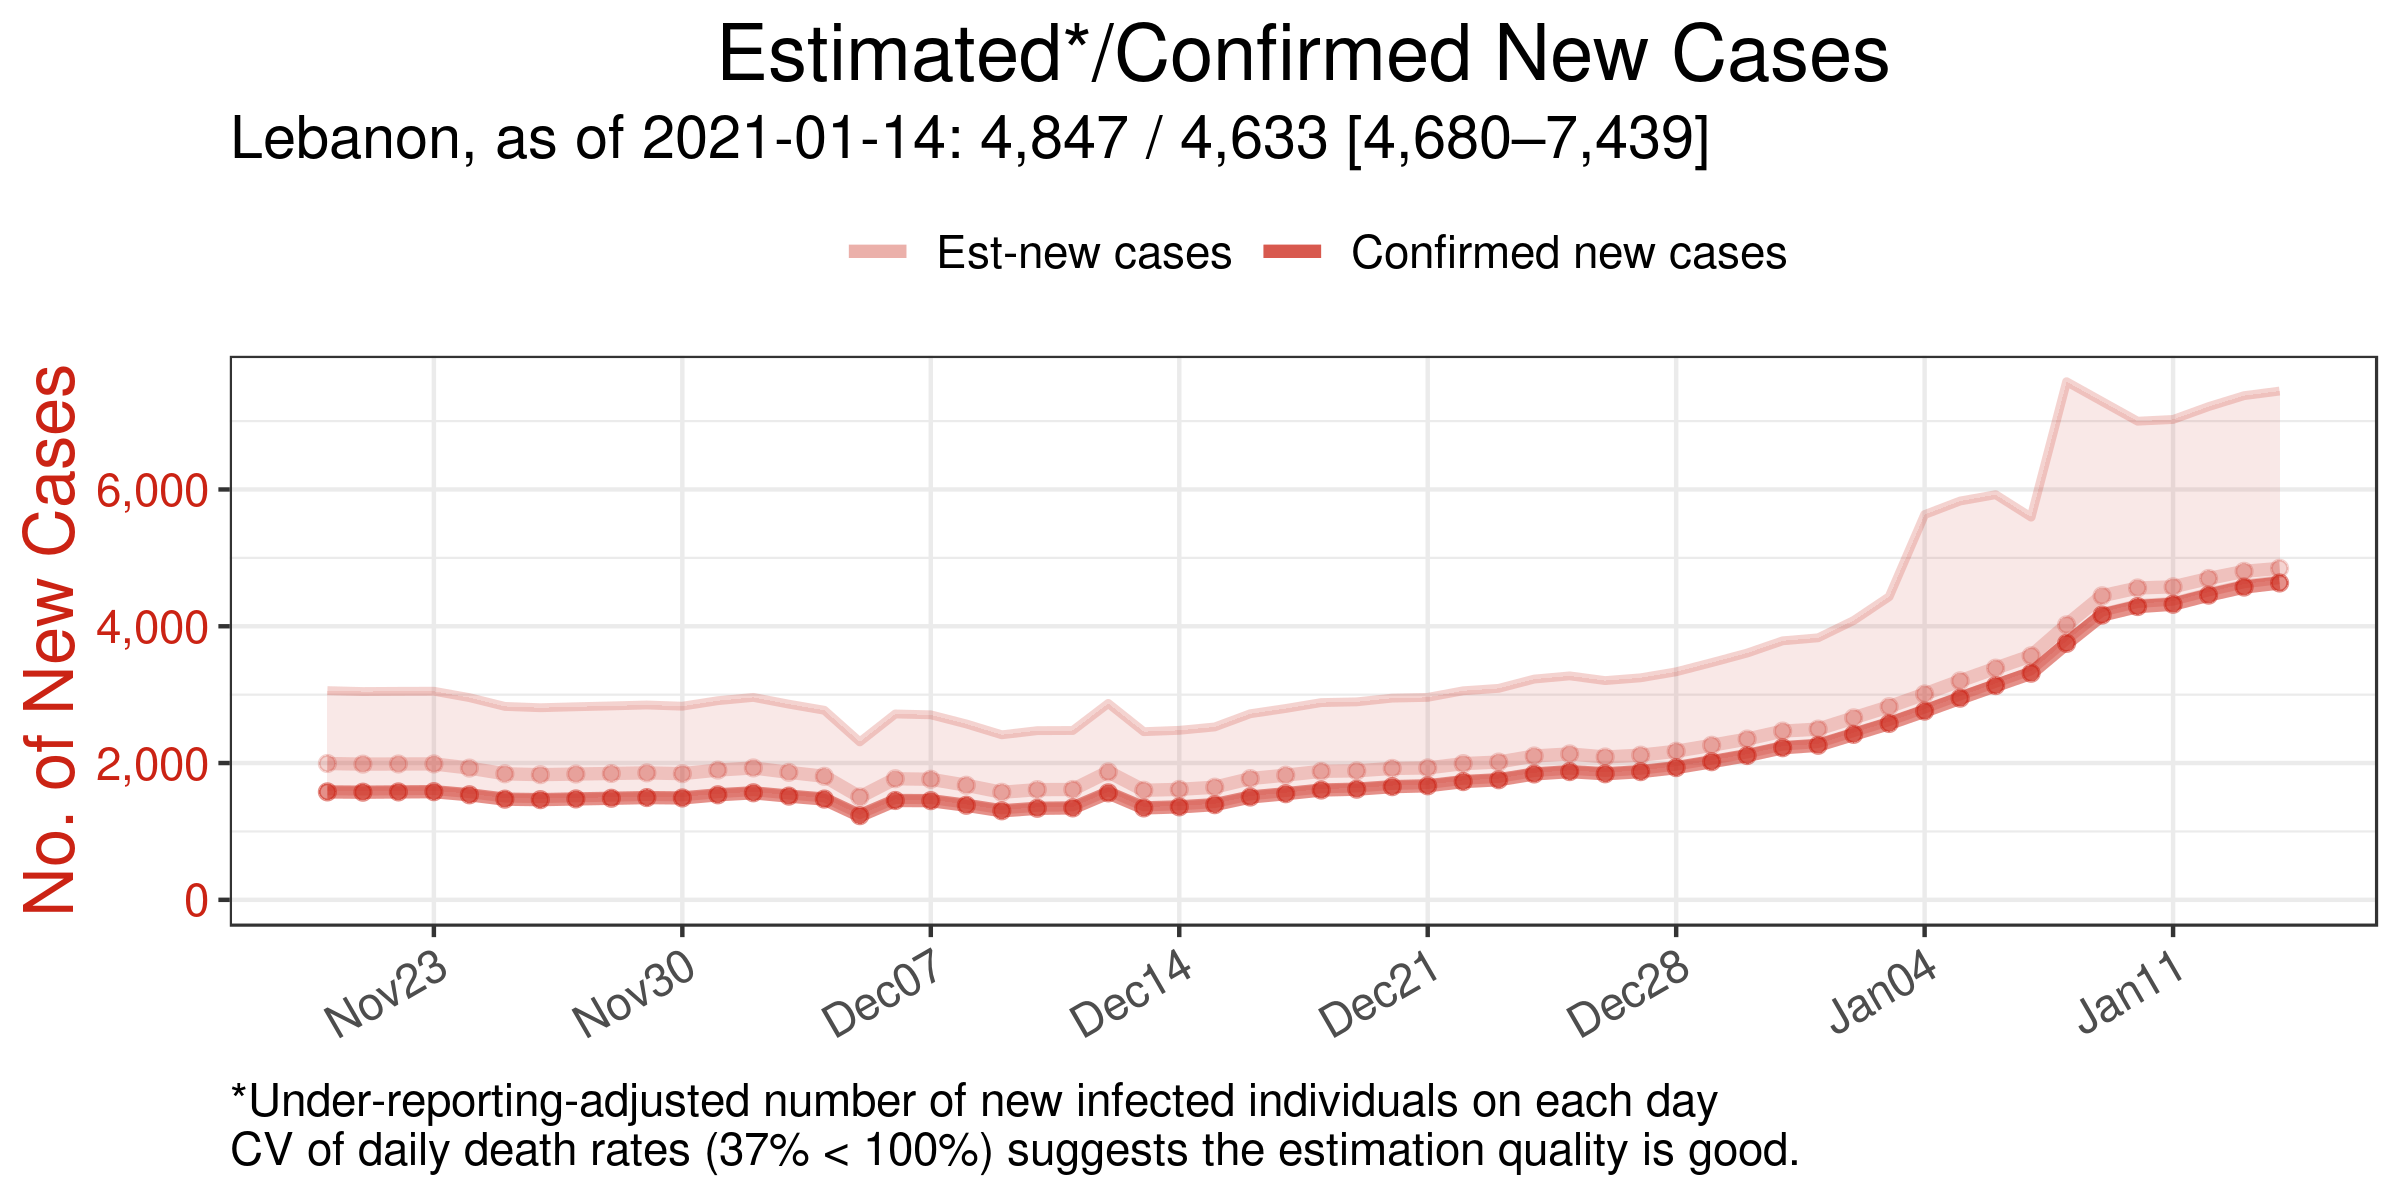 Estimated*/Confirmed New Cases
Lebanon, as of 2021-01-14: 4,847 / 4,633 [4,680–7,439]
Est-new cases
Confirmed new cases
No. of New Cases
6,000
4,000
2,000
0
Nov23
Nov30
Dec07
Dec14
Dec21
Dec28
Jan04
Jan11
*Under-reporting-adjusted number of new infected individuals on each day
CV of daily death rates (37% < 100%) suggests the estimation quality is good.